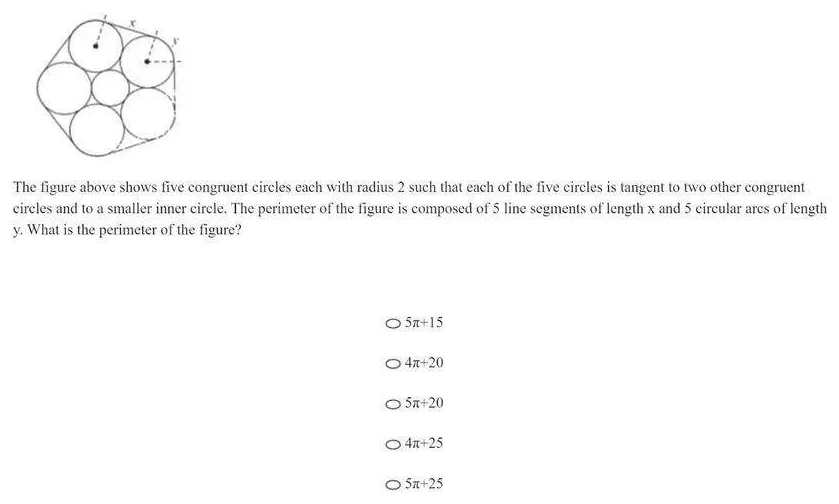 x
y
The figure above shows five congruent circles each with radius 2 such that each of the five circles is tangent to two other congruent
circles and to a smaller inner circle. The perimeter of the figure is composed of 5 line segments of length x and 5 circular arcs of length
y. What is the perimeter of the figure?
5π+15
4π+20
5π+20
4π+25
5π+25